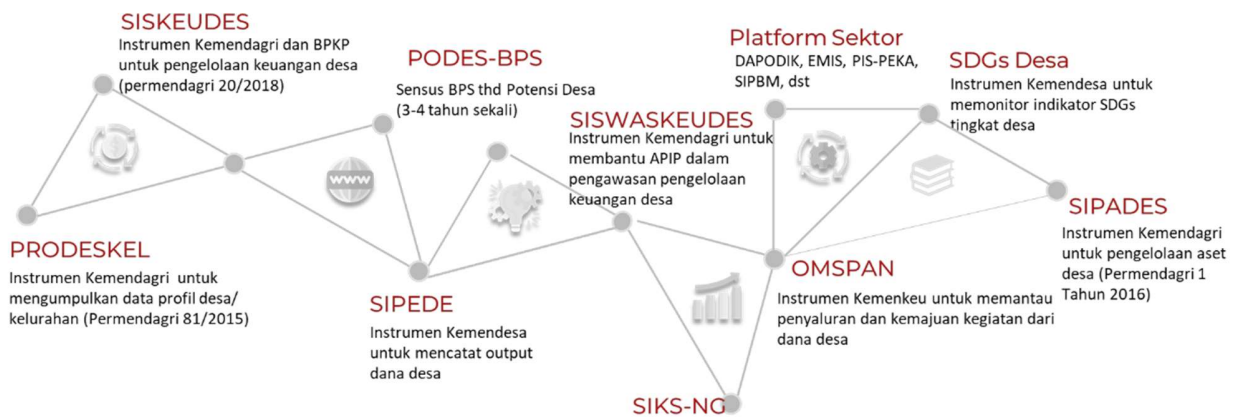 SISKEUDES
Instrumen Kemendagri dan BPKP
untuk pengelolaan keuangan desa
(permendagri 20/2018)
PRODESKEL
Instrumen Kemendagri untuk
mengumpulkan data profil desa/
kelurahan (Permendagri 81/2015)
www
PODES-BPS
Sensus BPS thd Potensi Desa
(3-4 tahun sekali)
SIPEDE
Instrumen Kemendesa
untuk mencatat output
dana desa
SISWASKEUDES
Instrumen Kemendagri untuk
membantu APIP dalam
pengawasan pengelolaan
keuangan desa
SIKS-NG
Platform Sektor
DAPODIK, EMIS, PIS-PEKA,
SIPBM, dst
OMSPAN
Instrumen Kemenkeu untuk memantau
penyaluran dan kemajuan kegiatan dari
dana desa
SDGs Desa
Instrumen Kemendesa untuk
memonitor indikator SDGs
tingkat desa
SIPADES
Instrumen Kemendagri
untuk pengelolaan aset
desa (Permendagri 1
Tahun 2016)